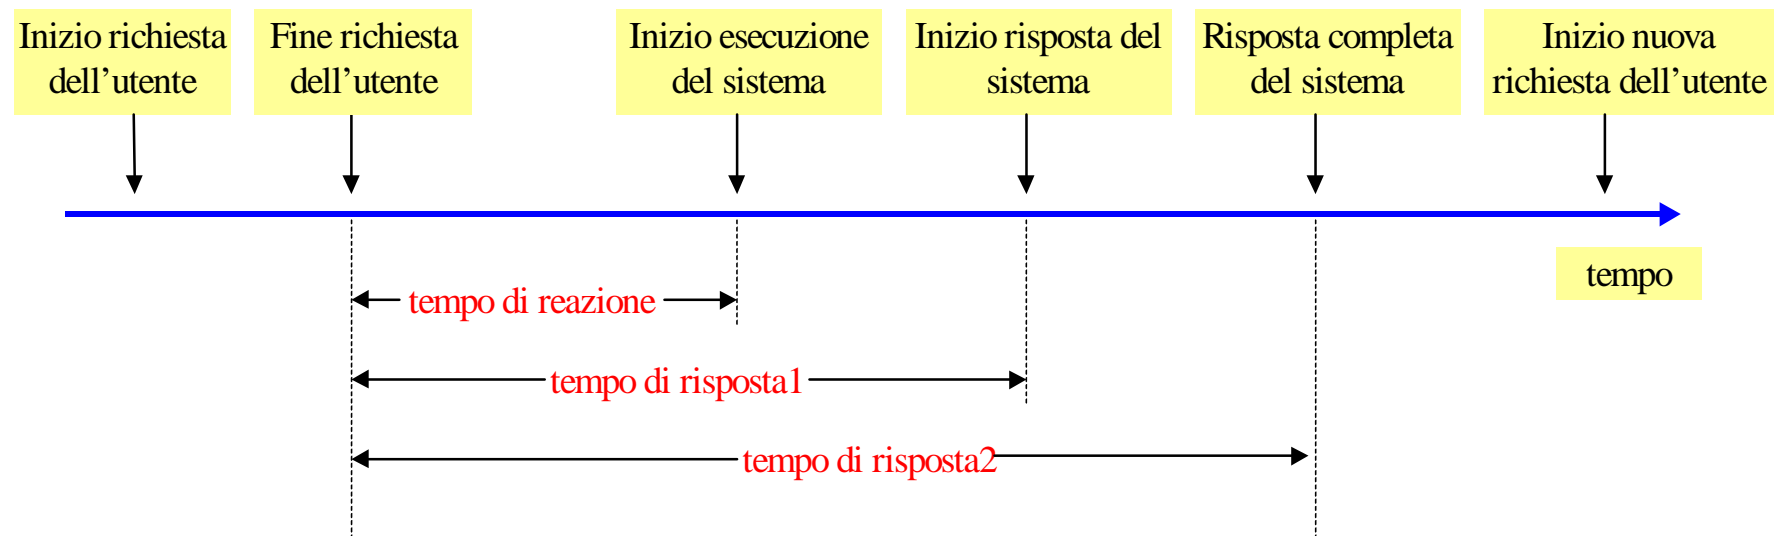 Inizio richiesta
dell’utente
Fine richiesta
dell’utente
Inizio esecuzione
del sistema
Inizio risposta del
sistema
Risposta completa
del sistema
Inizio nuova
richiesta dell’utente
tempo
tempo di reazione
tempo di risposta1
tempo di risposta2